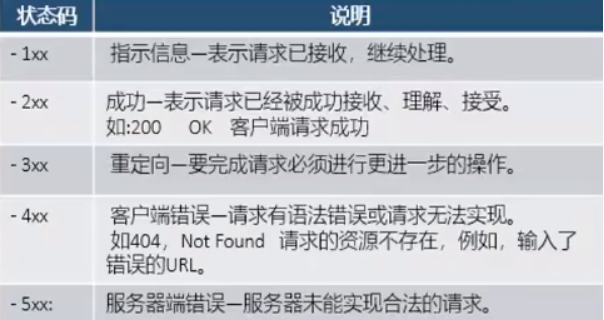 状态码 说明
- 1xx 指示信息—表示请求已接收，继续处理。
- 2xx 成功—表示请求已经被成功接收、理解、接受。
如:200 OK 客户端请求成功
- 3xx 重定向—要完成请求必须进行更进一步的操作。
- 4xx 客户端错误—请求有语法错误或请求无法实现。
如404，Not Found 请求的资源不存在，例如，输入了
错误的URL。
- 5xx: 服务器端错误—服务器未能实现合法的请求。